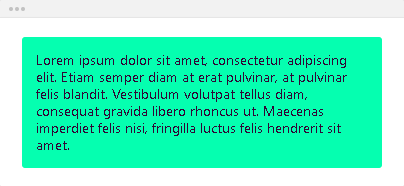 Lorem ipsum dolor sit amet, consectetur adipiscing
elit. Etiam semper diam at erat pulvinar, at pulvinar
felis blandit. Vestibulum volutpat tellus diam,
consequat gravida libero rhoncus ut. Maecenas
imperdiet felis nisi, fringilla luctus felis hendrerit sit
amet.